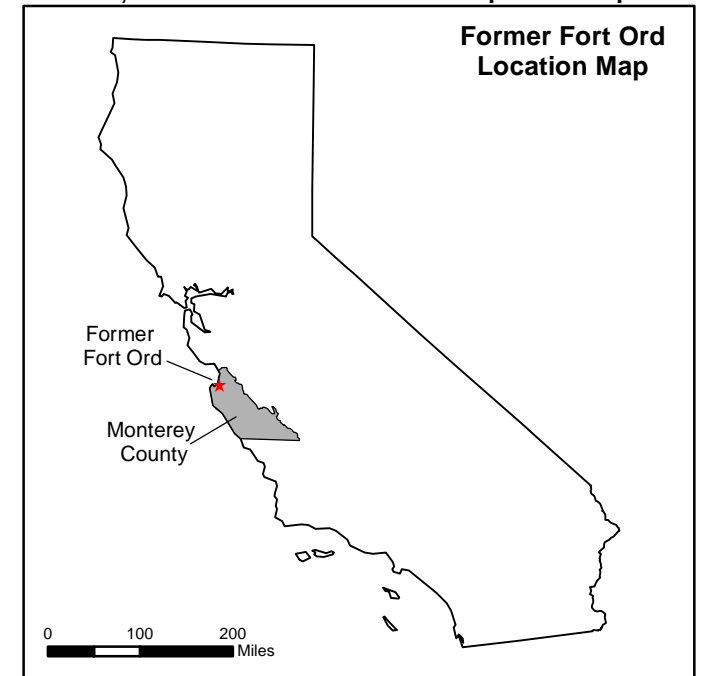 Former Fort Ord
Location Map
Former
Fort Ord
Monterey
County
0 100 200
Miles